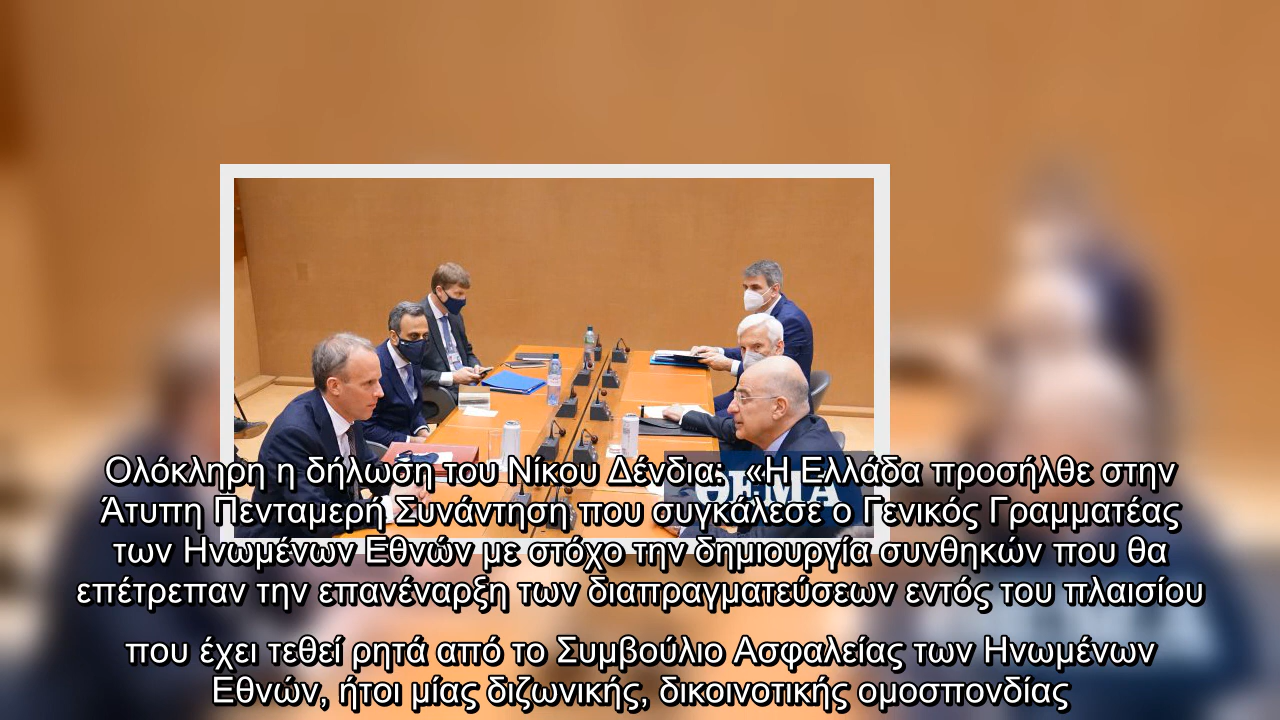 Ολόκληρη η δήλωση του Νίκου Δένδια: «Η Ελλάδα προσήλθε στην
Άτυπη Πενταμερή Συνάντηση που συγκάλεσε ο Γενικός Γραμματέας
των Ηνωμένων Εθνών με στόχο την δημιουργία συνθηκών που θα
επέτρεπαν την επανέναρξη των διαπραγματεύσεων εντός του πλαισίου
που έχει τεθεί ρητά από το Συμβούλιο Ασφαλείας των Ηνωμένων
Εθνών, ήτοι μίας διζωνικής, δικοινοτικής ομοσπονδίας
ΘΕΜΑ